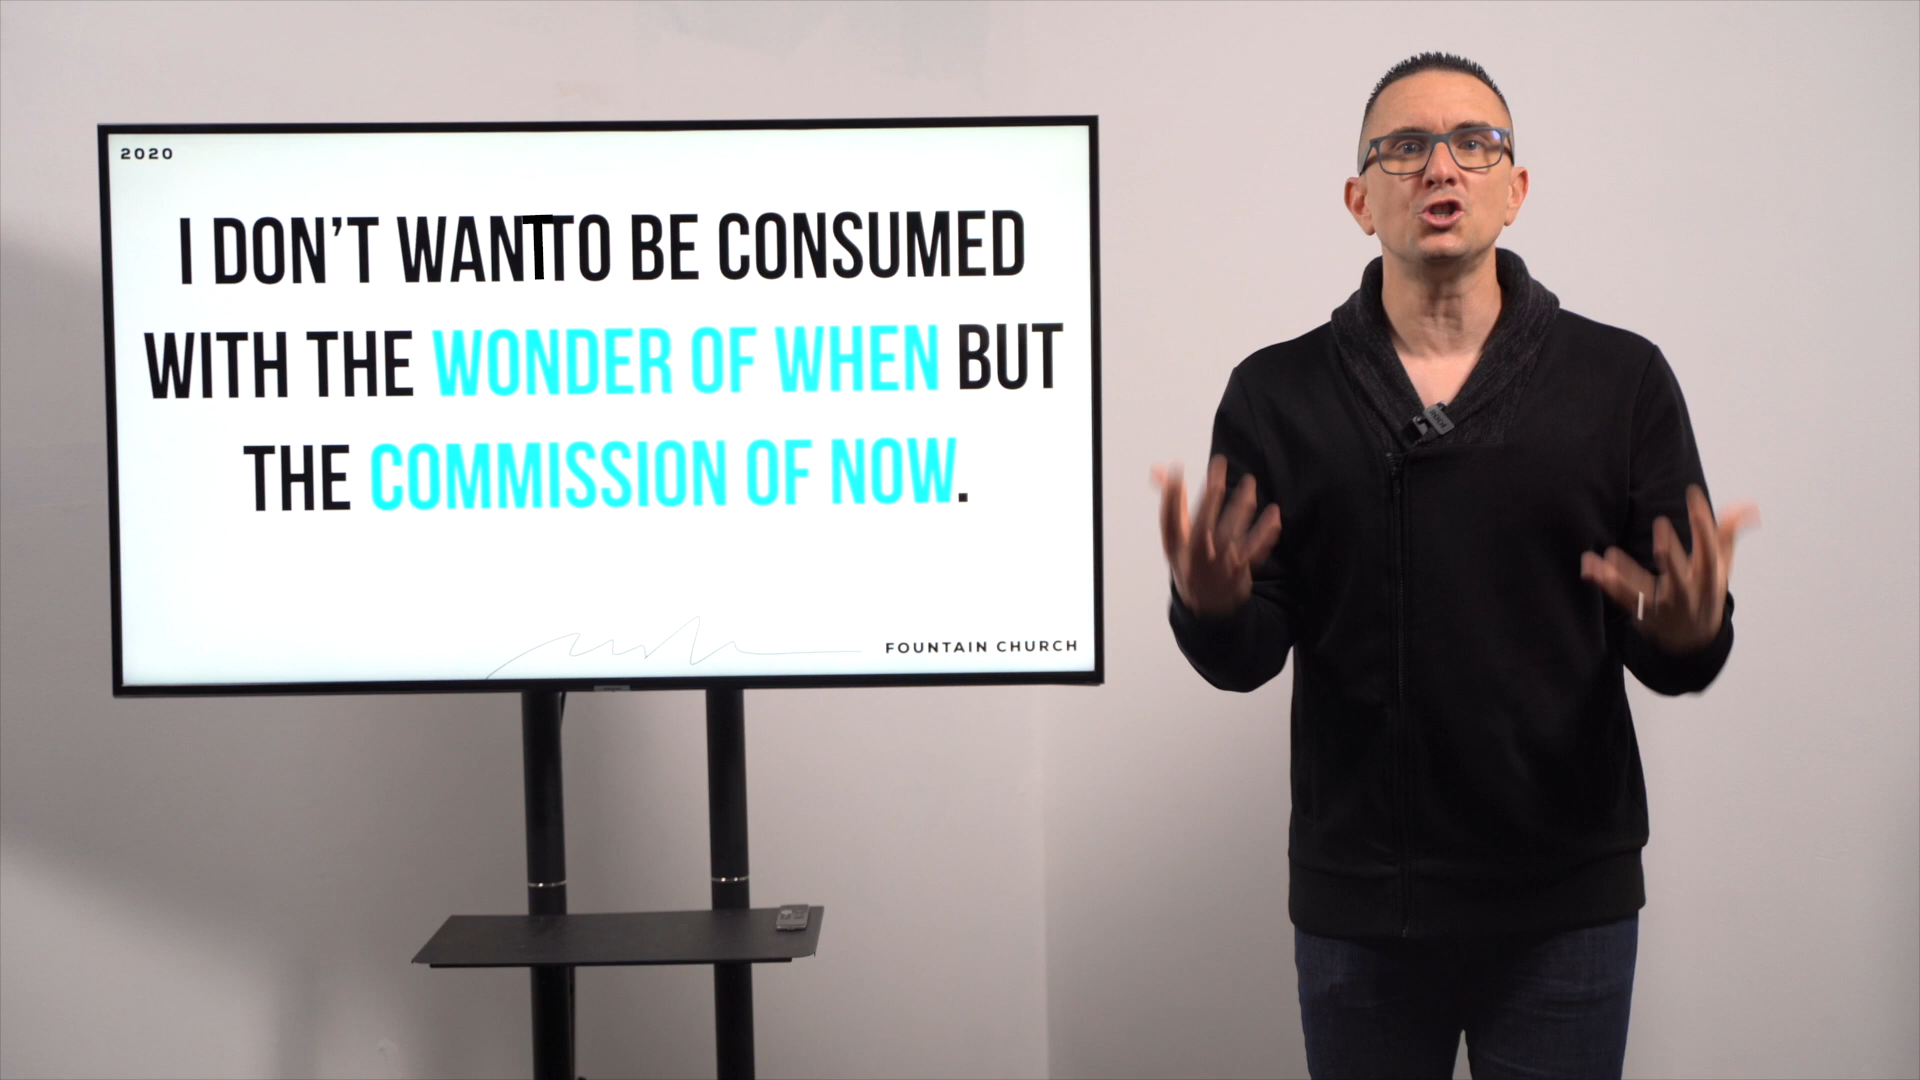 2020
I DON'T WANTTO BE CONSUMED
WITH THE WONDER OF WHEN BUT
THE COMMISSION OF NOW.
FOUNTAIN CHURCH